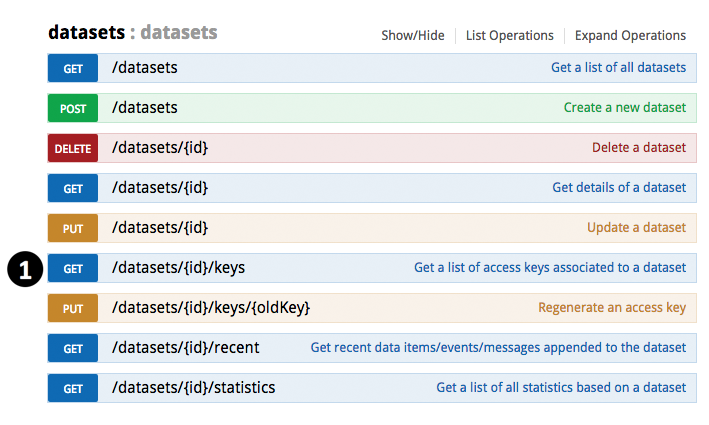 datasets : datasets Show/Hide List Operations Expand Operations
GET /datasets Get a list of all datasets
POST /datasets Create a new dataset
DELETE /datasets/{id} Delete a dataset
GET /datasets/{id} Get details of a dataset
PUT /datasets/{id} Update a dataset
1 GET /datasets/{id}/keys Get a list of access keys associated to a dataset
PUT /datasets/{id}/keys/{oldKey} Regenerate an access key
GET /datasets/{id}/recent Get recent data items/events/messages appended to the dataset
GET /datasets/{id}/statistics Get a list of all statistics based on a dataset